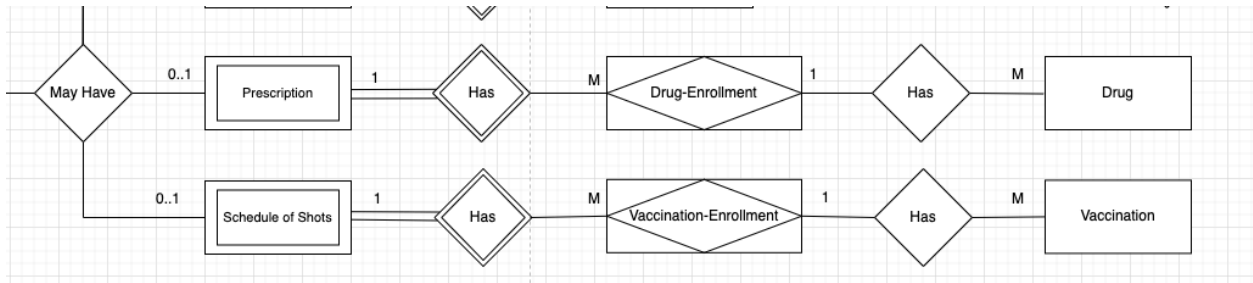 0..1
1
M
1
M
May Have
Prescription
Has
Drug-Enrollment
Has
Drug
0..1
1
M
1
M
Schedule of Shots
Has
Vaccination-Enrollment
Has
Vaccination